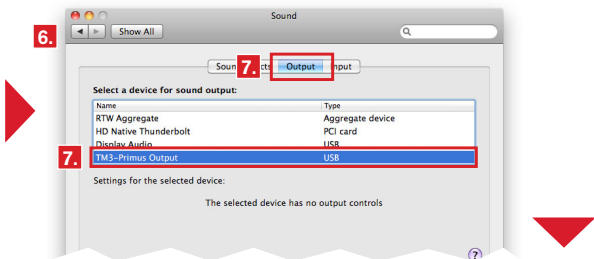 Sound
6.
Show All
7.
Output
Select a device for sound output:
Name Type
RTW Aggregate Aggregate device
HD Native Thunderbolt PCI card
Display Audio USB
7.
TM3-Primus Output USB
Settings for the selected device:
The selected device has no output controls
?